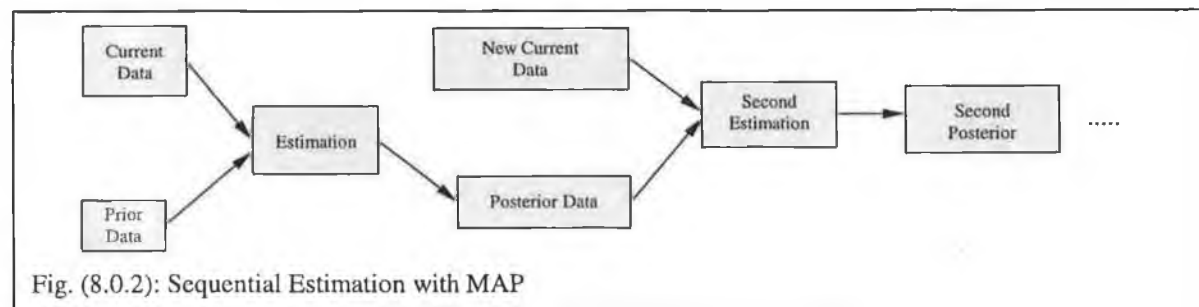 Current
Data
Prior
Data
Estimation
New Current
Data
Posterior Data
Second
Estimation
Second
Posterior
.....
Fig. (8.0.2): Sequential Estimation with MAP